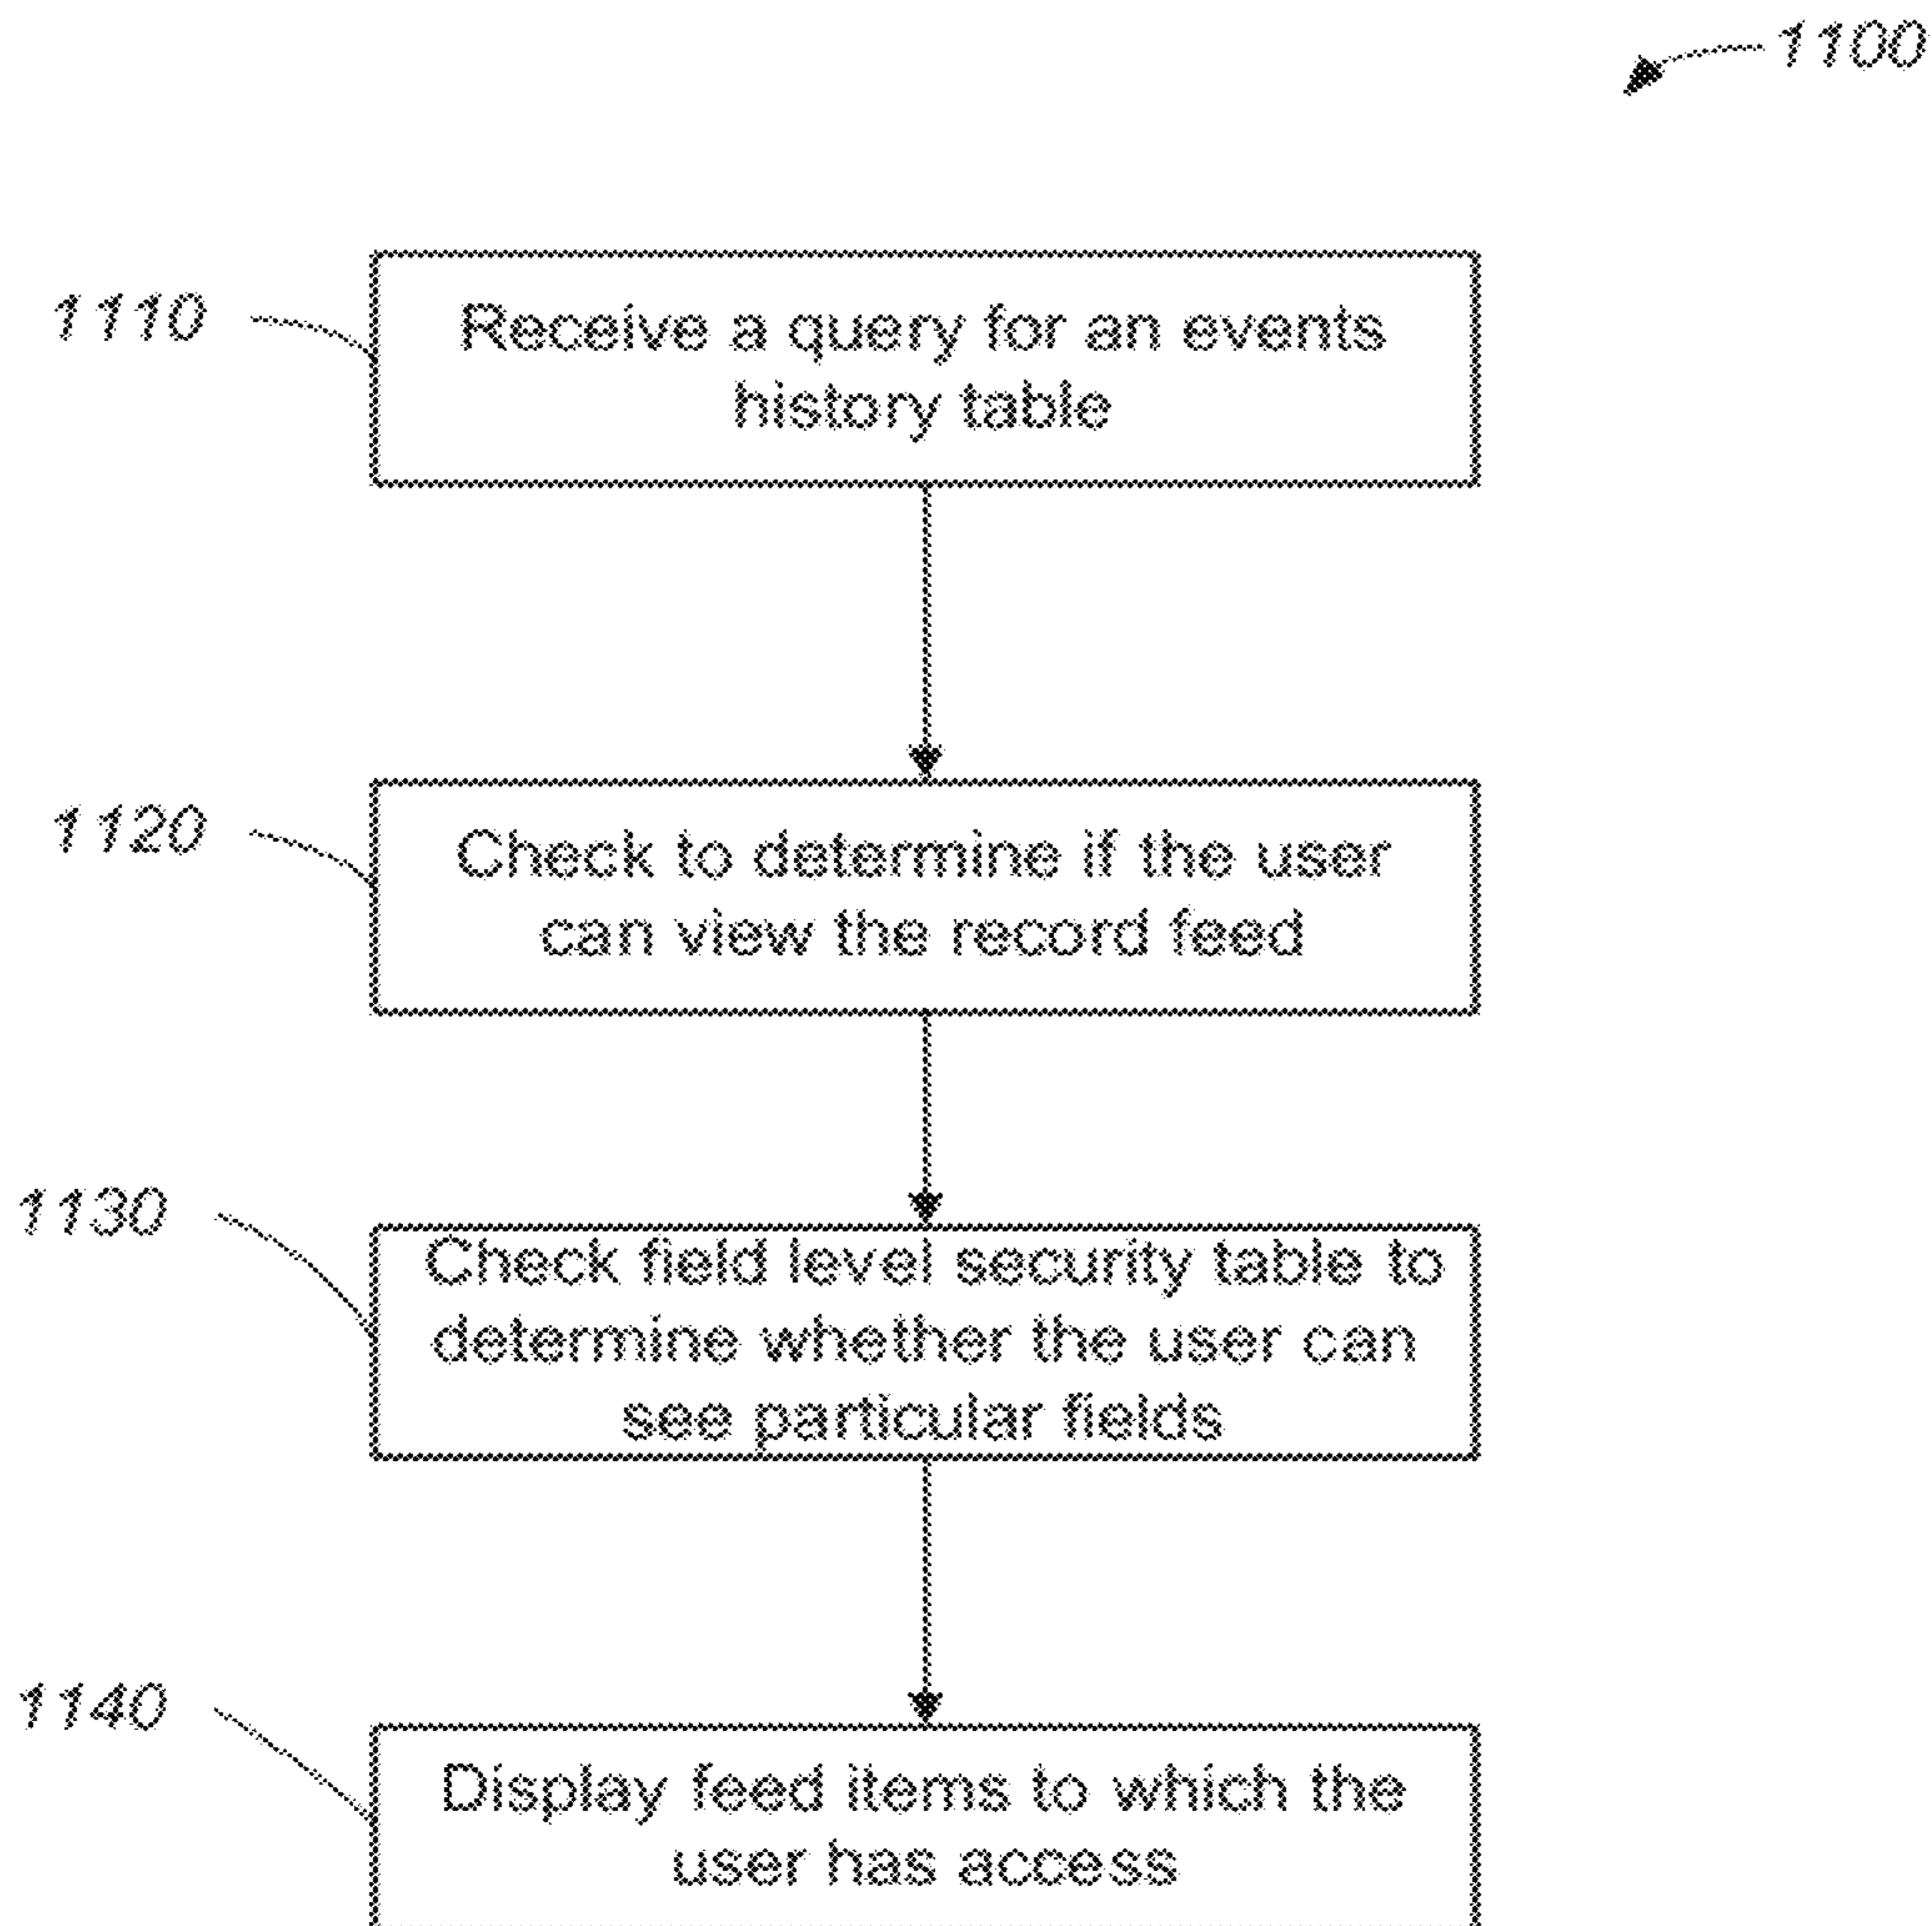 1100
1110
Receive a query for an events
history table
1120
Check to determine if the user
can view the record feed
1130
Check field level security table to
determine whether the user can
see particular fields
1140
Display feed items to which the
user has access